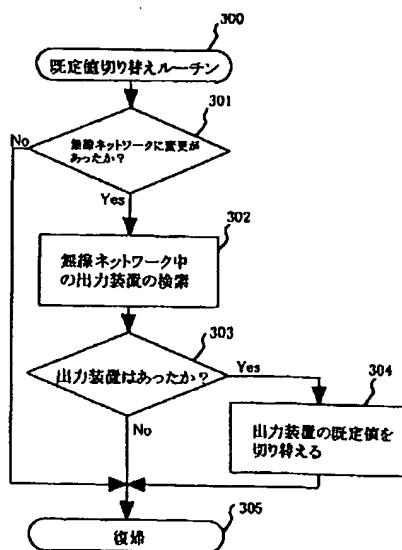 300
既定値切り替えルーチン
301
No
無線ネットワークに変更が
あったか?
Yes
302
無線ネットワーク中
の出力装置の検索
303
出力装置はあったか?
Yes
304
No
出力装置の既定値を
切り替える
305
復帰